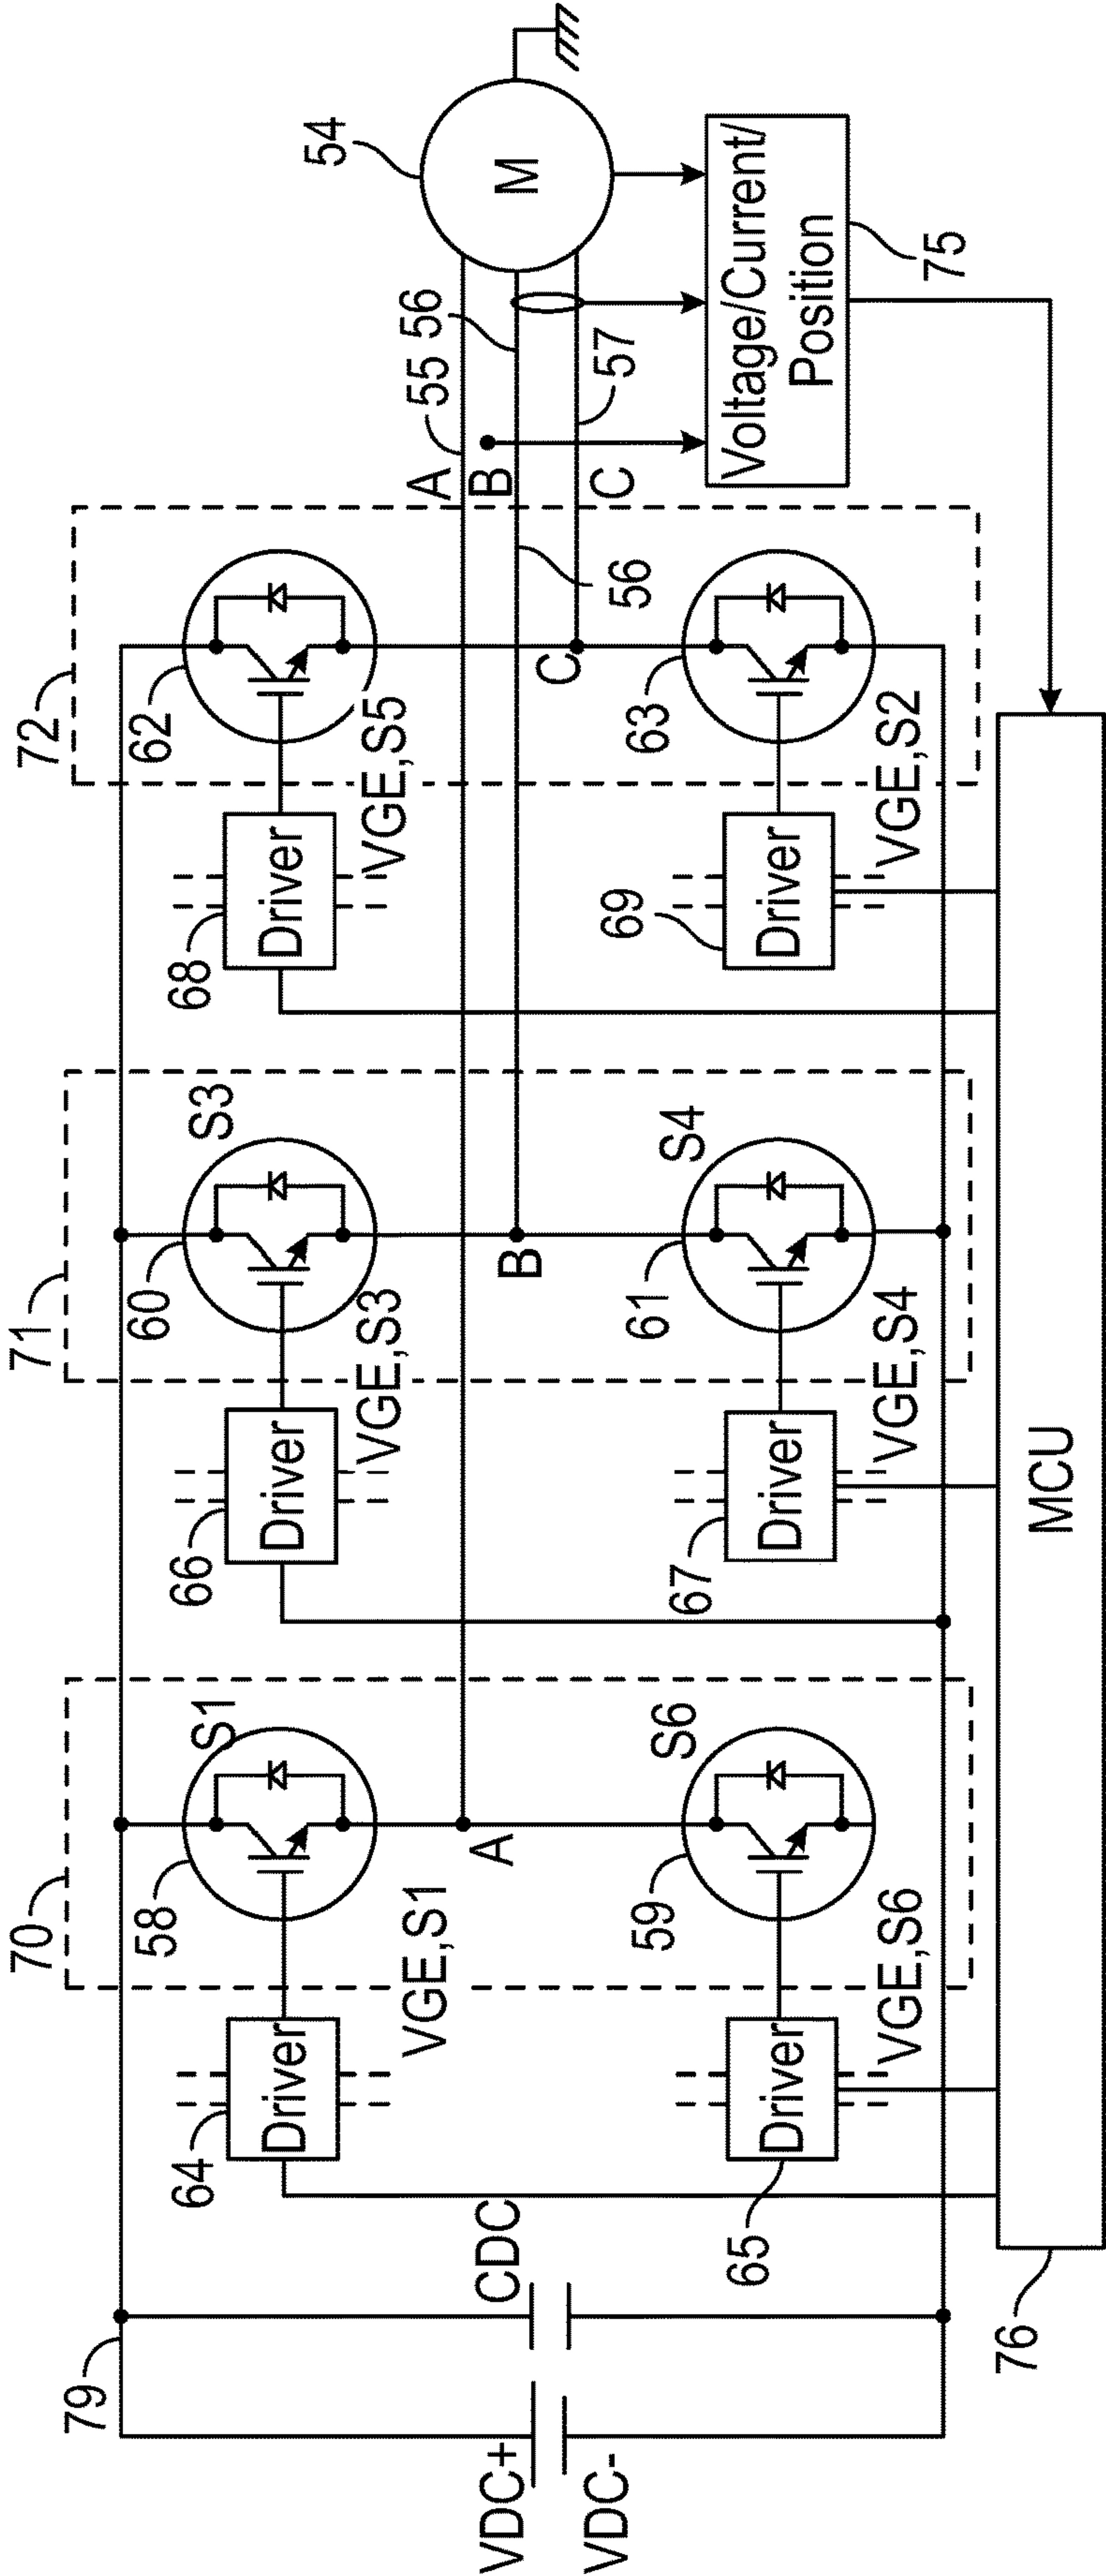 79
VDC+
VDC-
CDC
70
58
S1
64
Driver
VGE,S1
A
59
S6
65
Driver
VGE,S6
71
60
S3
66
Driver
VGE,S3
B
61
S4
67
Driver
VGE,S4
72
62
68
Driver
VGE,S5
C
63
69
Driver
VGE,S2
56
A
B
C
55
56
57
54
M
Voltage/Current/
Position
75
MCU
76